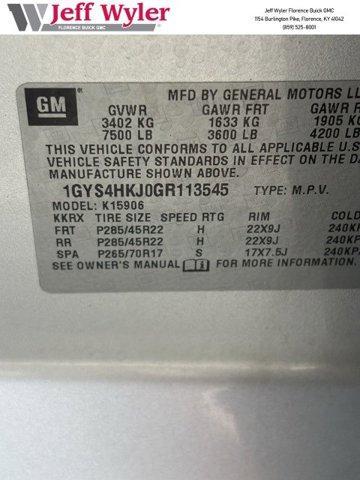 Jeff Wyler
FLORENCE BUICK GMC
Jeff Wyler Florence Buick GMC
1154 Burlington Pike, Florence, KY 41042
(859) 525-8001
GM
MFD BY GENERAL MOTORS LL
GVWR GAWR FRT GAWR R
3402 KG 1633 KG 1905 KG
7500 LB 3600 LB 4200 LB
THIS VEHICLE CONFORMS TO ALL APPLICABLE U.S
VEHICLE SAFETY STANDARDS IN EFFECT ON THE DA
MANUFACTURE SHOWN ABOVE.
1GYS4HKJ0GR113545 TYPE: M.P.V.
MODEL: K15906
KKRX TIRE SIZE SPEED RTG RIM COLD
FRT P285/45R22 H 22X9J 240KP
RR P285/45R22 H 22X9J 240KP
SPA P265/70R17 S 17X7.5J 240KP
SEE OWNER'S MANUAL FOR MORE INFORMATION.